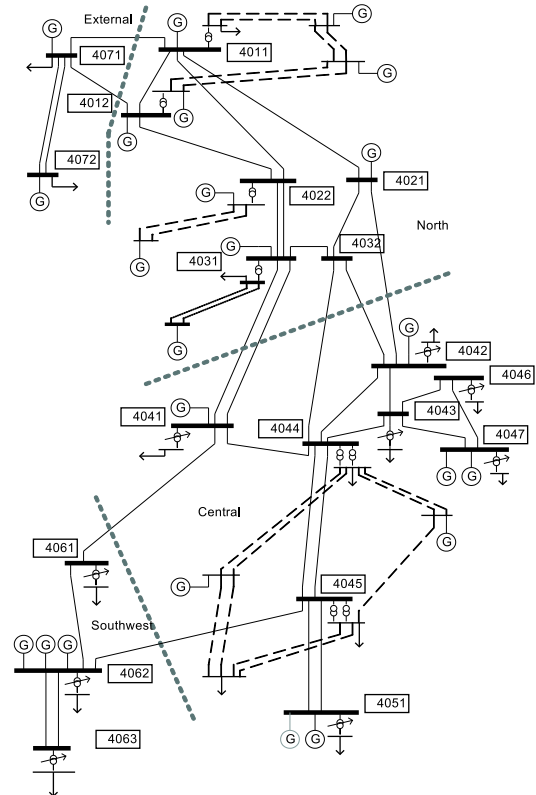 External
G
G
4071
4011
G
G
4012
G
4072
G
G
G
4021
G
4022
North
G
4032
4031
G
G
G
4042
4046
G
4043
4041
4044
4047
G
G
Central
G
4061
G
4045
Southwest
G
G
G
4062
4051
G
G
4063